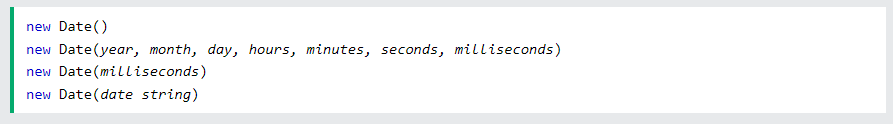 new Date()
new Date(year, month, day, hours, minutes, seconds, milliseconds)
new Date(milliseconds)
new Date(date string)